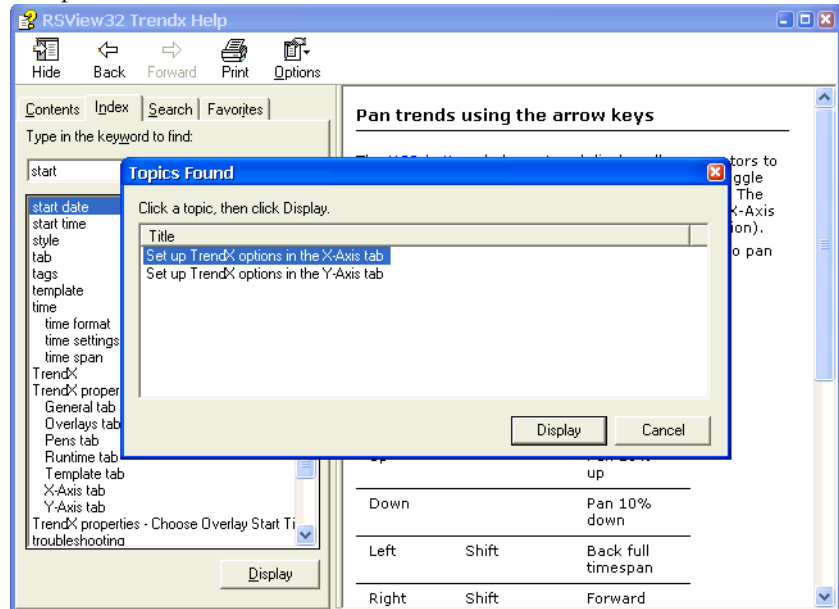 RSView32 Trendx Help
Hide Back Forward Print Options
Contents Index Search Favorites
Type in the keyword to find:
start
start date
start time
style
tab
tags
template
time
time format
time settings
time span
TrendX
TrendX proper
General tab
Overlays tab
Pens tab
Runtime tab
Template tab
X-Axis tab
Y-Axis tab
TrendX properties - Choose Overlay Start Ti
troubleshooting
Display
Topics Found
Click a topic, then click Display.
Title
Set up TrendX options in the X-Axis tab
Set up TrendX options in the Y-Axis tab
Display Cancel
Pan trends using the arrow keys
tors to
ggle
The
X-Axis
ion).
o pan
up
Down Pan 10%
down
Left Shift Back full
timespan
Right Shift Forward